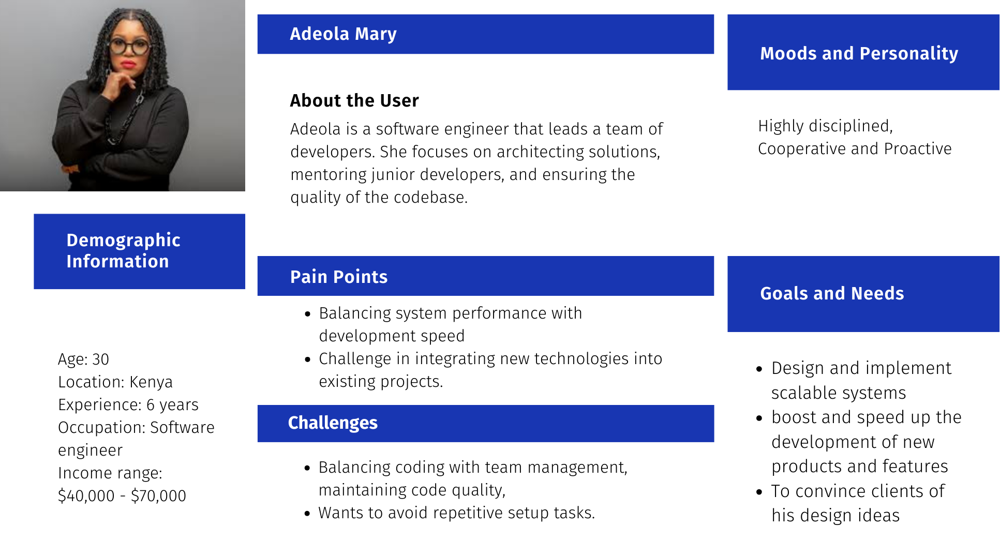 Adeola Mary
About the User
Adeola is a software engineer that leads a team of
developers. She focuses on architecting solutions,
mentoring junior developers, and ensuring the
quality of the codebase.
Moods and Personality
Highly disciplined,
Cooperative and Proactive
Demographic
Information
Age: 30
Location: Kenya
Experience: 6 years
Occupation: Software
engineer
Income range:
$40,000 - $70,000
Pain Points
• Balancing system performance with
development speed
• Challenge in integrating new technologies into
existing projects.
Challenges
• Balancing coding with team management,
maintaining code quality,
• Wants to avoid repetitive setup tasks.
Goals and Needs
• Design and implement
scalable systems
• boost and speed up the
development of new
products and features
• To convince clients of
his design ideas